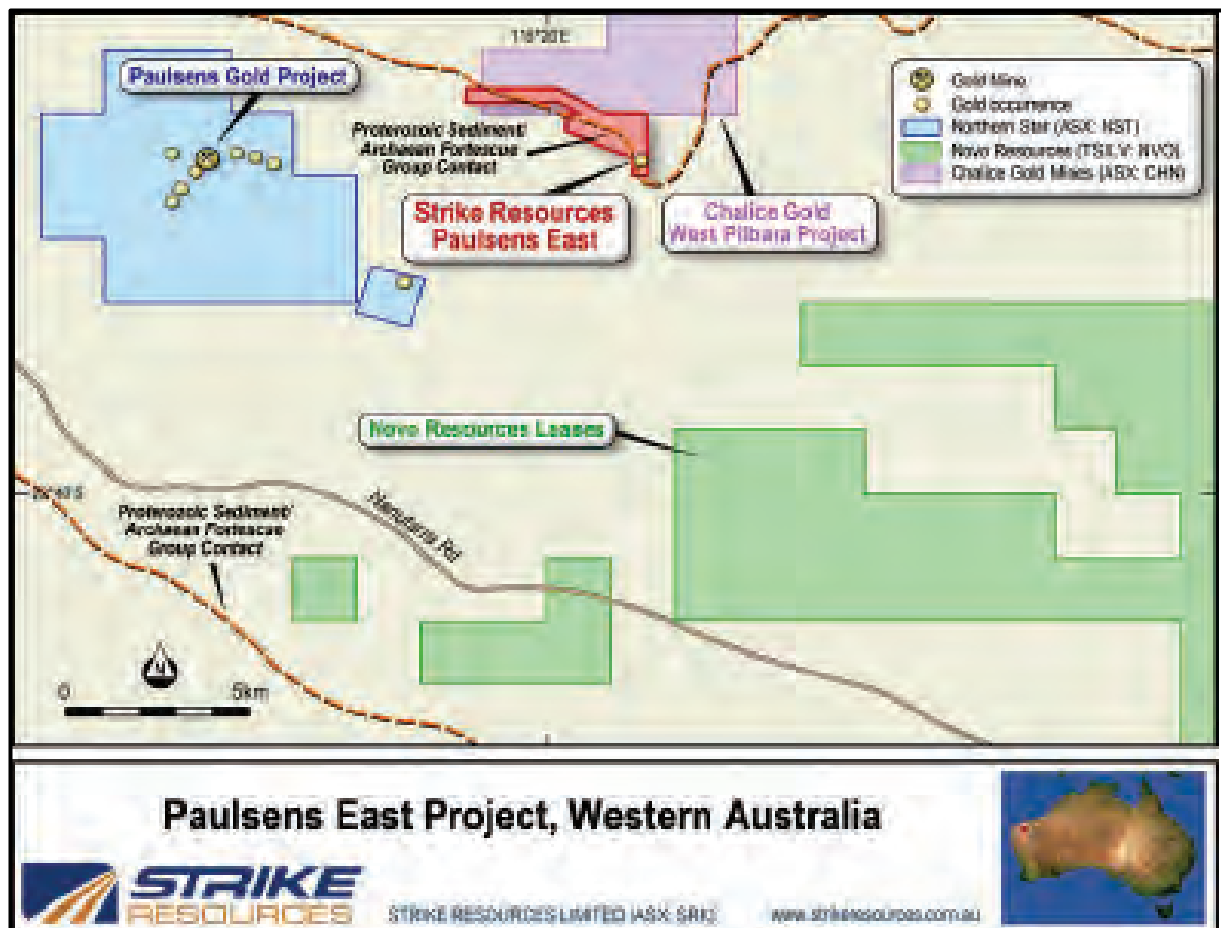 Paulsens Gold Project
Proterozoic Sediment/
Archaean Fortescue
Group Contact
Strike Resources
Paulsens East
Chalice Gold
West Pilbara Project
Gold Mine
Gold occurrence
Northern Star (ASX: NST)
Novo Resources (TSX.V: NVO)
Chalice Gold Mines (ASX: CHN)
Novo Resources Leases
Nanutarra Rd
Proterozoic Sediment/
Archaean Fortescue
Group Contact
N
0 5km
Paulsens East Project, Western Australia
STRIKE
RESOURCES
STRIKE RESOURCES LIMITED (ASX: SRK)
www.strikeresources.com.au